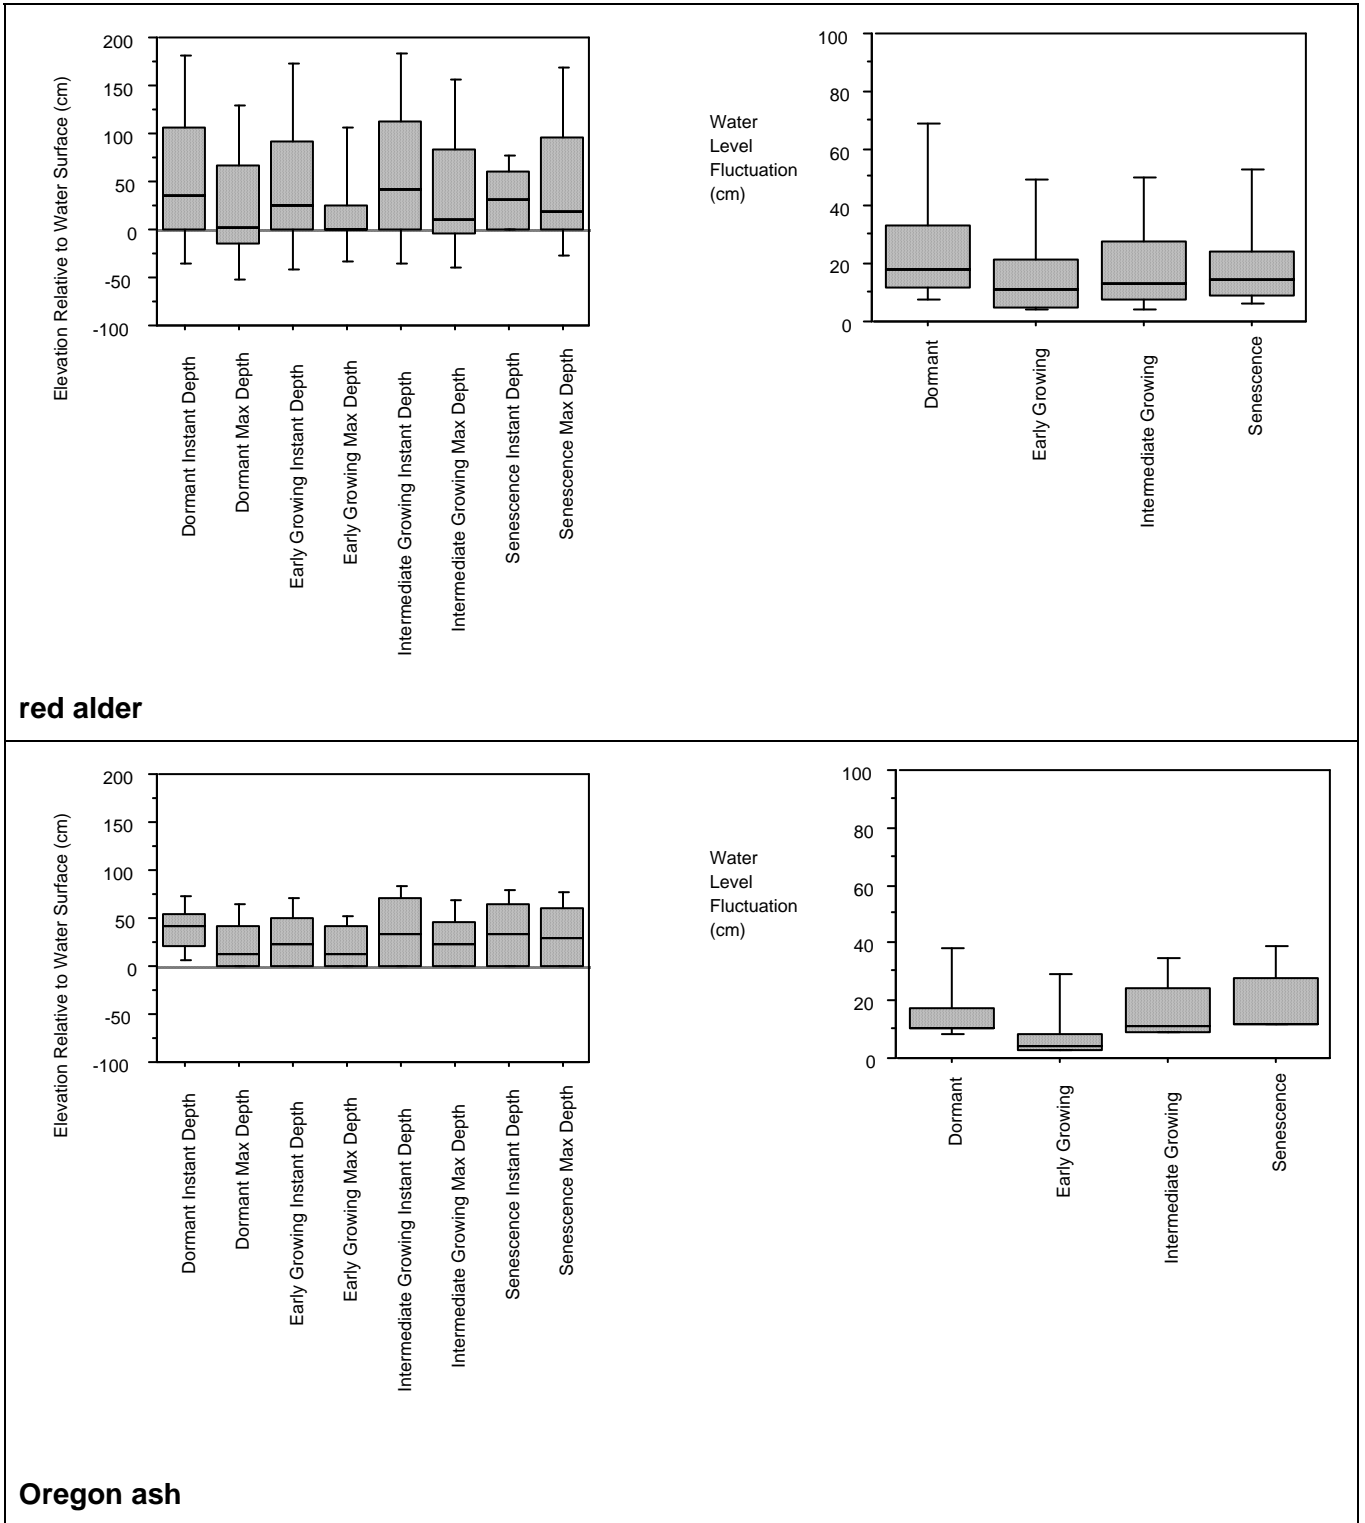 200
150
100
50
0
-50
-100
Elevation Relative to Water Surface (cm)
Dormant Instant Depth
Dormant Max Depth
Early Growing Instant Depth
Early Growing Max Depth
Intermediate Growing Instant Depth
Intermediate Growing Max Depth
Senescence Instant Depth
Senescence Max Depth
Water
Level
Fluctuation
(cm)
100
80
60
40
20
0
Dormant
Early Growing
Intermediate Growing
Senescence
red alder
200
150
100
50
0
-50
-100
Elevation Relative to Water Surface (cm)
Dormant Instant Depth
Dormant Max Depth
Early Growing Instant Depth
Early Growing Max Depth
Intermediate Growing Instant Depth
Intermediate Growing Max Depth
Senescence Instant Depth
Senescence Max Depth
Water
Level
Fluctuation
(cm)
100
80
60
40
20
0
Dormant
Early Growing
Intermediate Growing
Senescence
Oregon ash